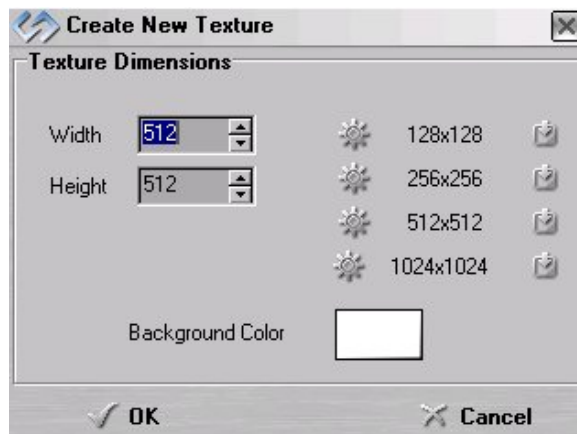 Create New Texture
Texture Dimensions
Width 512 128x128
Height 512 256x256
512x512
1024x1024
Background Color
OK Cancel